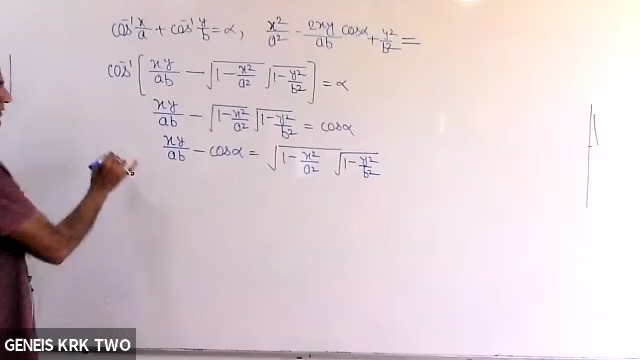 cos⁻¹ x/a + cos⁻¹ y/b = α, x²/a² - 2xy/ab cosα + y²/b² =
cos⁻¹[xy/ab - √(1-x²/a²) √(1-y²/b²)] = α
xy/ab - √(1-x²/a²) √(1-y²/b²) = cosα
xy/ab - cosα = √(1-x²/a²) √(1-y²/b²)
GENEIS KRK TWO